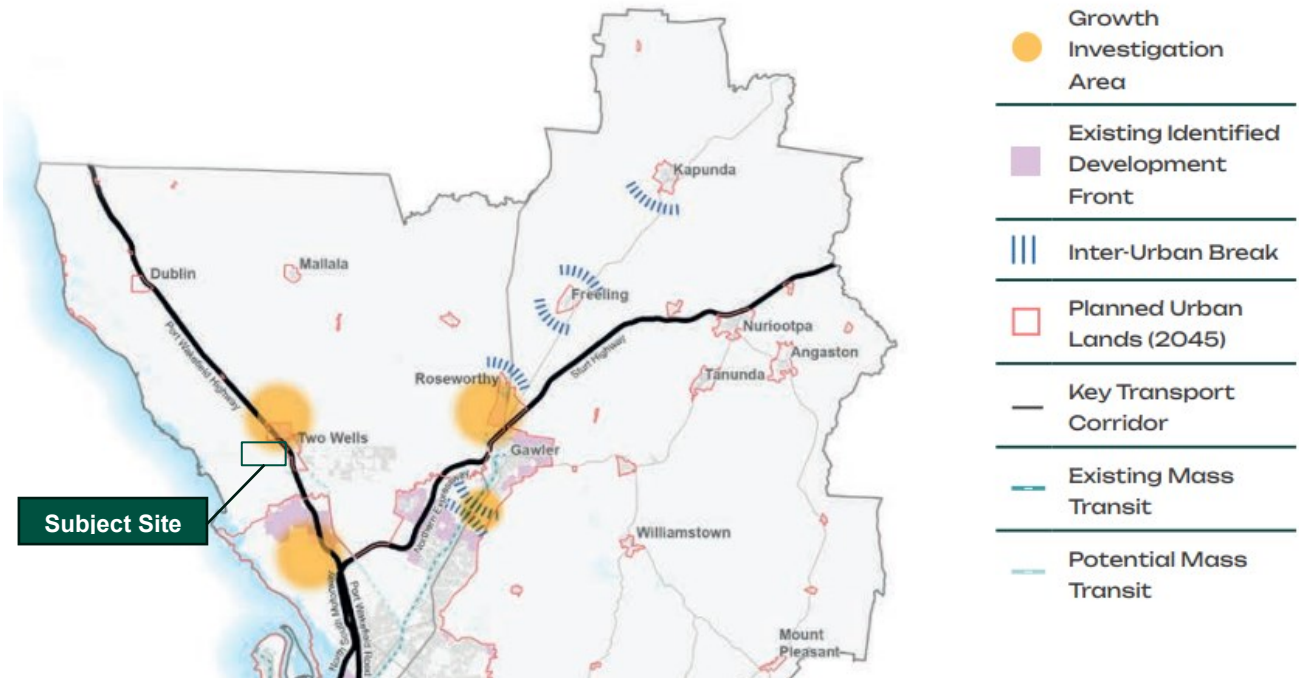 Kapunda
Dublin
Mallala
Freeling
Port Wakefield Highway
Sturt Highway
Nuriootpa
Angaston
Tanunda
Roseworthy
Two Wells
Gawler
Northern Expressway
Subject Site
Williamstown
North South Motorway
Port Wakefield Road
Mount
Pleasant
Growth
Investigation
Area
Existing Identified
Development
Front
Inter-Urban Break
Planned Urban
Lands (2045)
Key Transport
Corridor
Existing Mass
Transit
Potential Mass
Transit